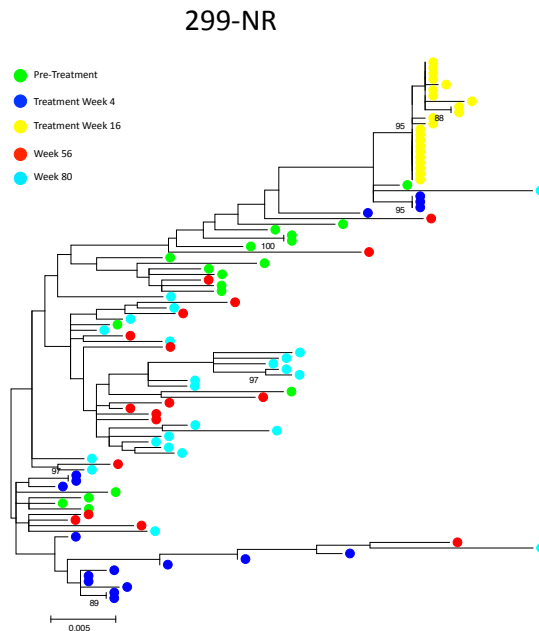 299-NR
Pre-Treatment
Treatment Week 4
Treatment Week 16
Week 56
Week 80
88
95
95
100
97
97
89
0.005